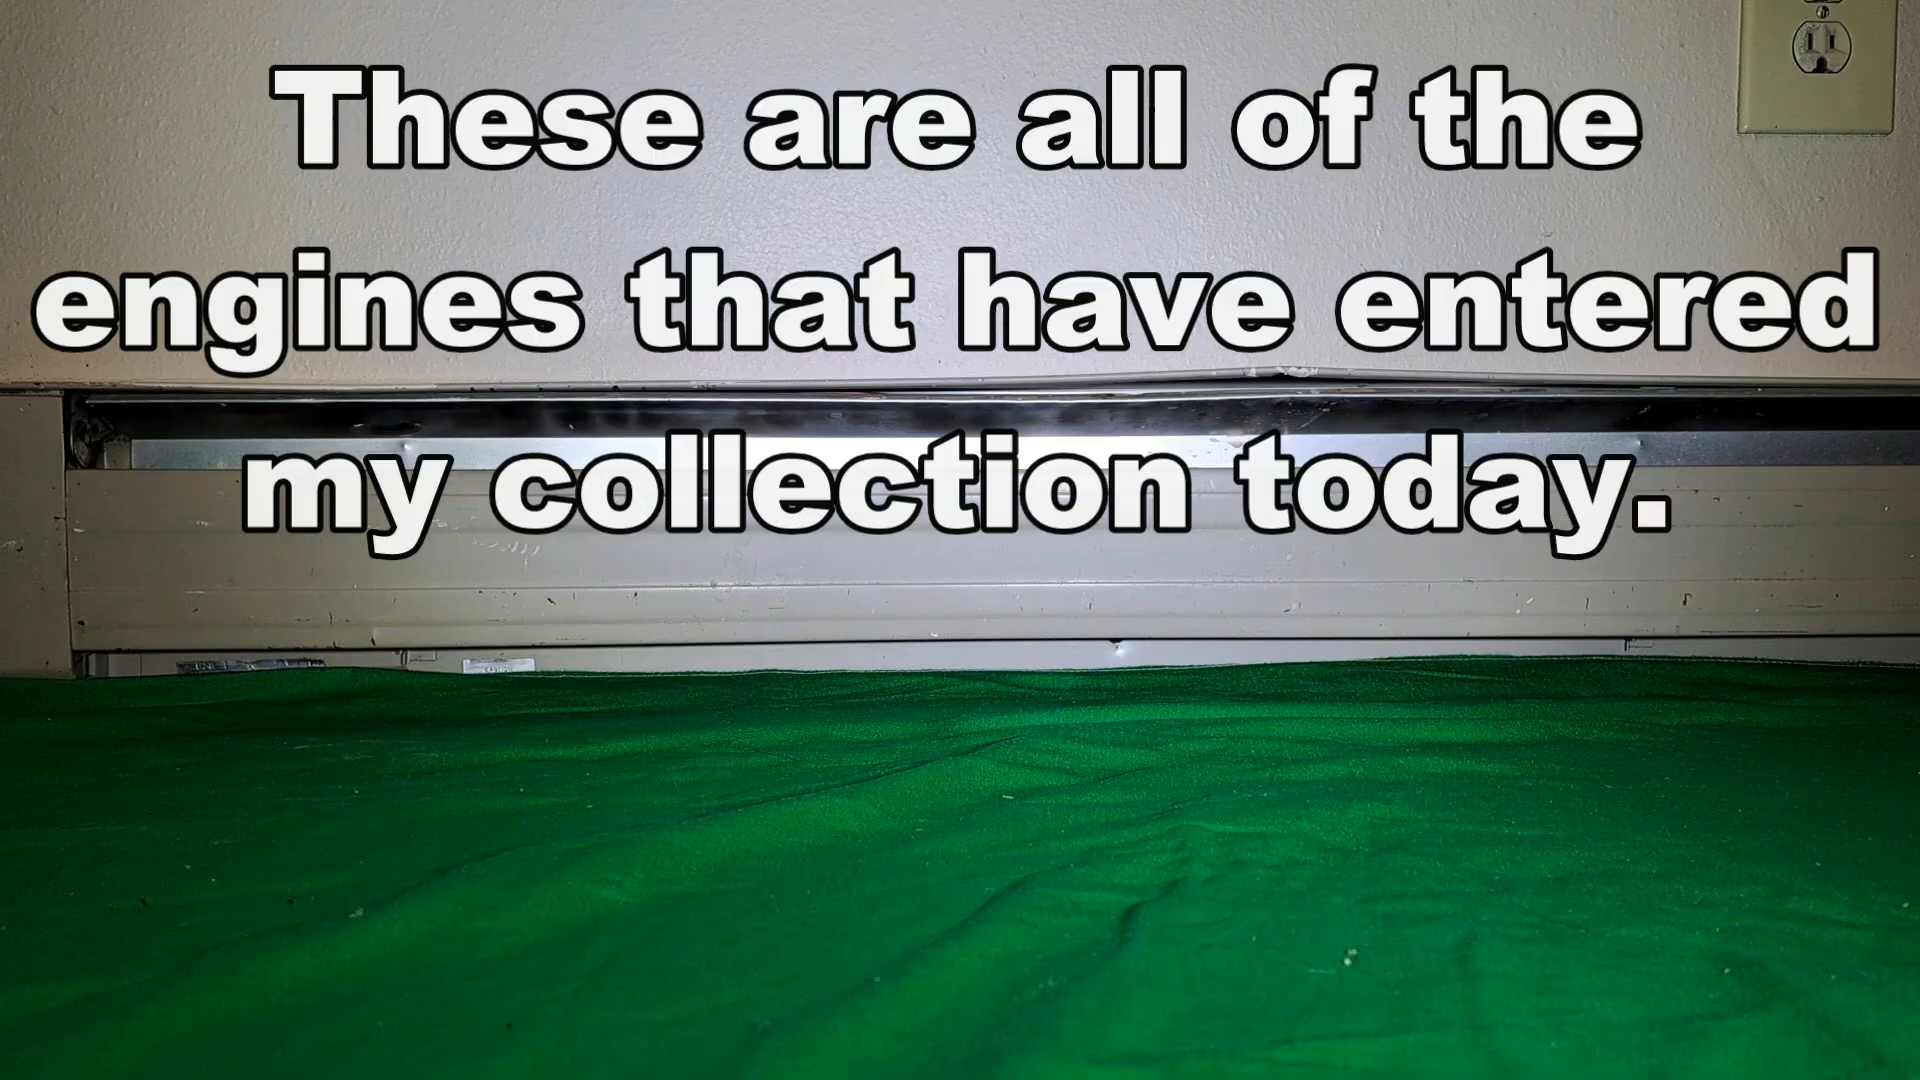 These are all of the
engines that have entered
my collection today.